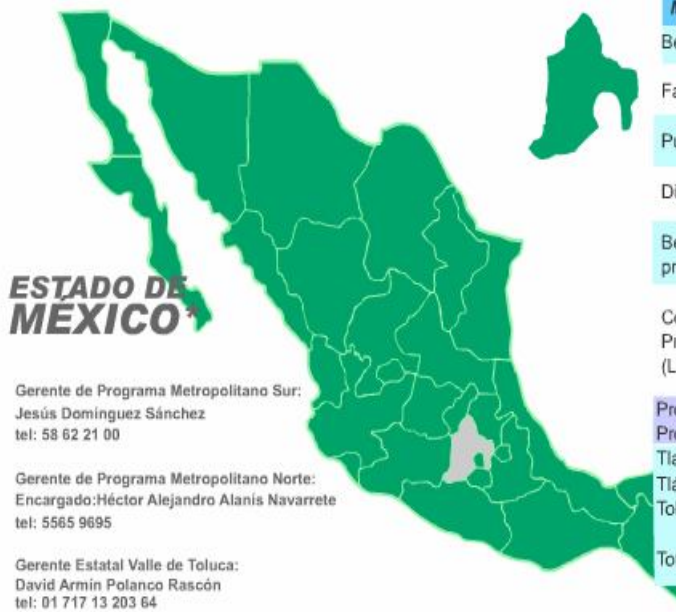 ESTADO DE
MÉXICO*
Gerente de Programa Metropolitano Sur:
Jesús Domínguez Sánchez
tel: 58 62 21 00
Gerente de Programa Metropolitano Norte:
Encargado:Héctor Alejandro Alanís Navarrete
tel: 5565 9695
Gerente Estatal Valle de Toluca:
David Armín Polanco Rascón
tel: 01 717 13 203 64
(L